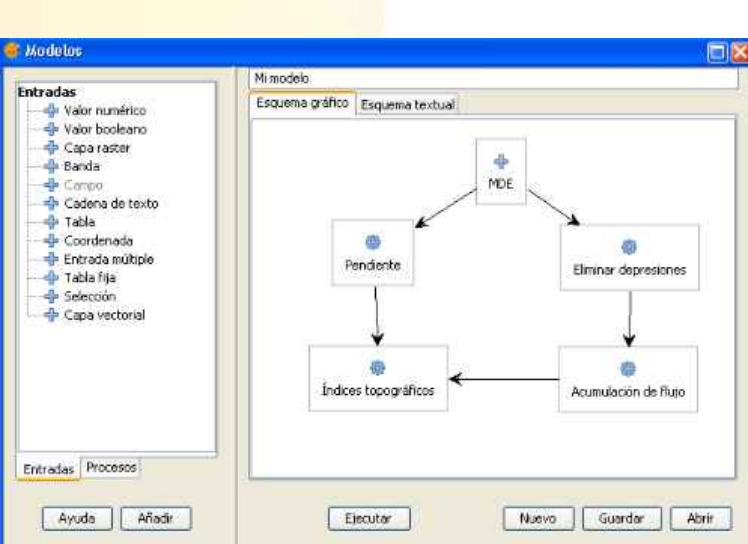 Modelos
Entradas
Valor numérico
Valor booleano
Capa raster
Banda
Campo
Cadena de texto
Tabla
Coordenada
Entrada múltiple
Tabla fija
Selección
Capa vectorial
Entradas Procesos
Ayuda Añadir
Mi modelo
Esquema gráfico Esquema textual
MDE
Pendiente
Eliminar depresiones
Índices topográficos
Acumulación de flujo
Ejecutar Nuevo Guardar Abrir